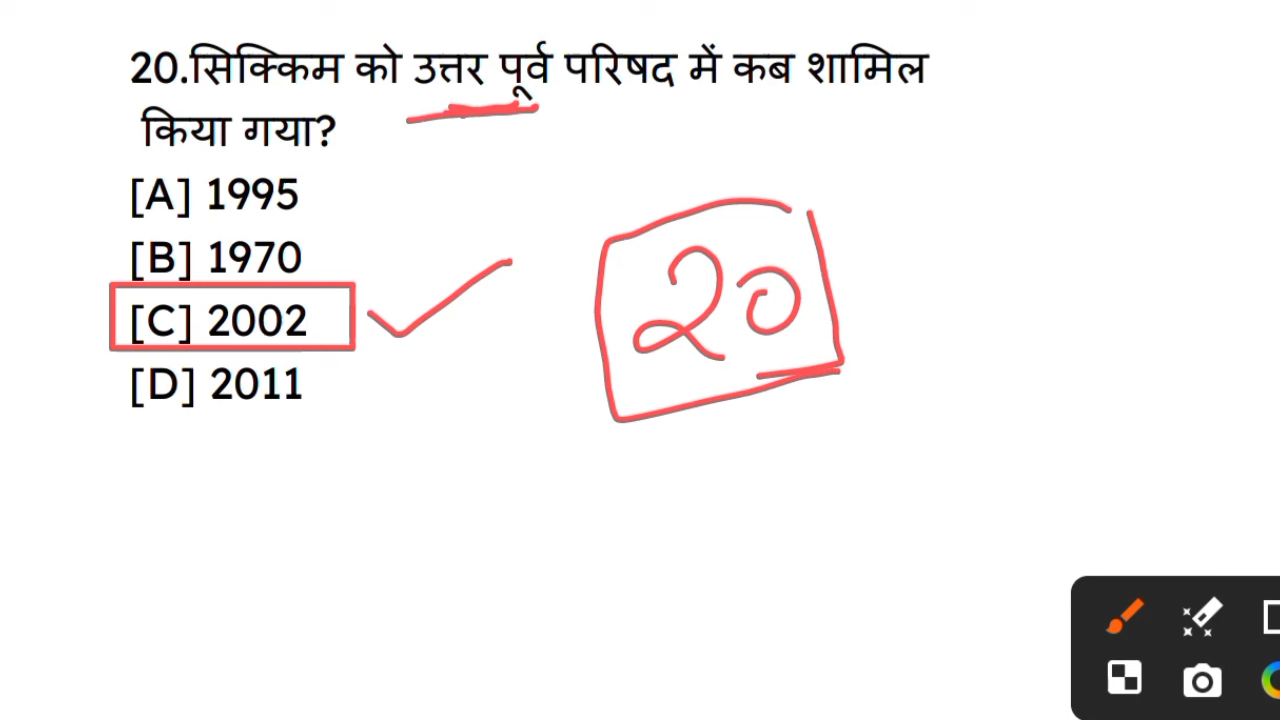 20.सिक्किम को उत्तर पूर्व परिषद में कब शामिल
किया गया?
[A] 1995
[B] 1970
[C] 2002
[D] 2011
20